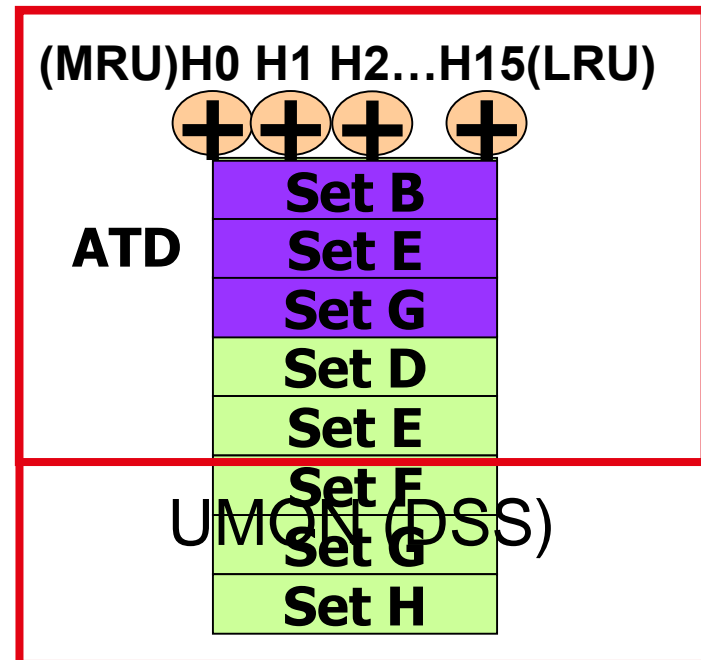 (MRU)H0 H1 H2...H15(LRU)
Set B
ATD
Set E
Set G
Set D
Set E
Set F
UMON (DSS)
Set G
Set H